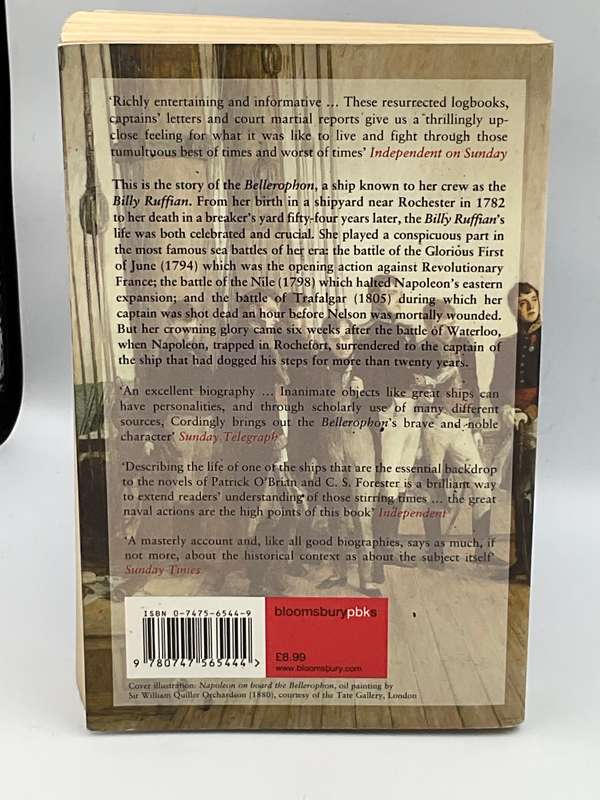 'Richly entertaining and informative ... These resurrected logbooks,
captains' letters and court martial reports give us a thrillingly up-
close feeling for what it was like to live and fight through those
tumultuous best of times and worst of times' Independent on Sunday
This is the story of the Bellerophon, a ship known to her crew as the
Billy Ruffian. From her birth in a shipyard near Rochester in 1782
to her death in a breaker's yard fifty-four years later, the Billy Ruffian's
life was both celebrated and crucial. She played a conspicuous part in
the most famous sea battles of her era: the battle of the Glorious First
of June (1794) which was the opening action against Revolutionary
France; the battle of the Nile (1798) which halted Napoleon's eastern
expansion; and the battle of Trafalgar (1805) during which her
captain was shot dead an hour before Nelson was mortally wounded.
But her crowning glory came six weeks after the battle of Waterloo,
when Napoleon, trapped in Rochefort, surrendered to the captain of
the ship that had dogged his steps for more than twenty years.
'An excellent biography ... Inanimate objects like great ships can
have personalities, and through scholarly use of many different
sources, Cordingly brings out the Bellerophon's brave and noble
character' Sunday Telegraph
'Describing the life of one of the ships that are the essential backdrop
to the novels of Patrick O'Brian and C. S. Forester is a brilliant way
to extend readers' understanding of those stirring times ... the great
naval actions are the high points of this book' Independent
'A masterly account and, like all good biographies, says as much, if
not more, about the historical context as about the subject itself'
Sunday Times
ISBN 0-7475-6544-9
9 780747 565444 >
bloomsburypbks
£8.99
www.bloomsbury.com
Cover illustration: Napoleon on board the Bellerophon, oil painting by
Sir William Quiller Orchardson (1880), courtesy of the Tate Gallery, London